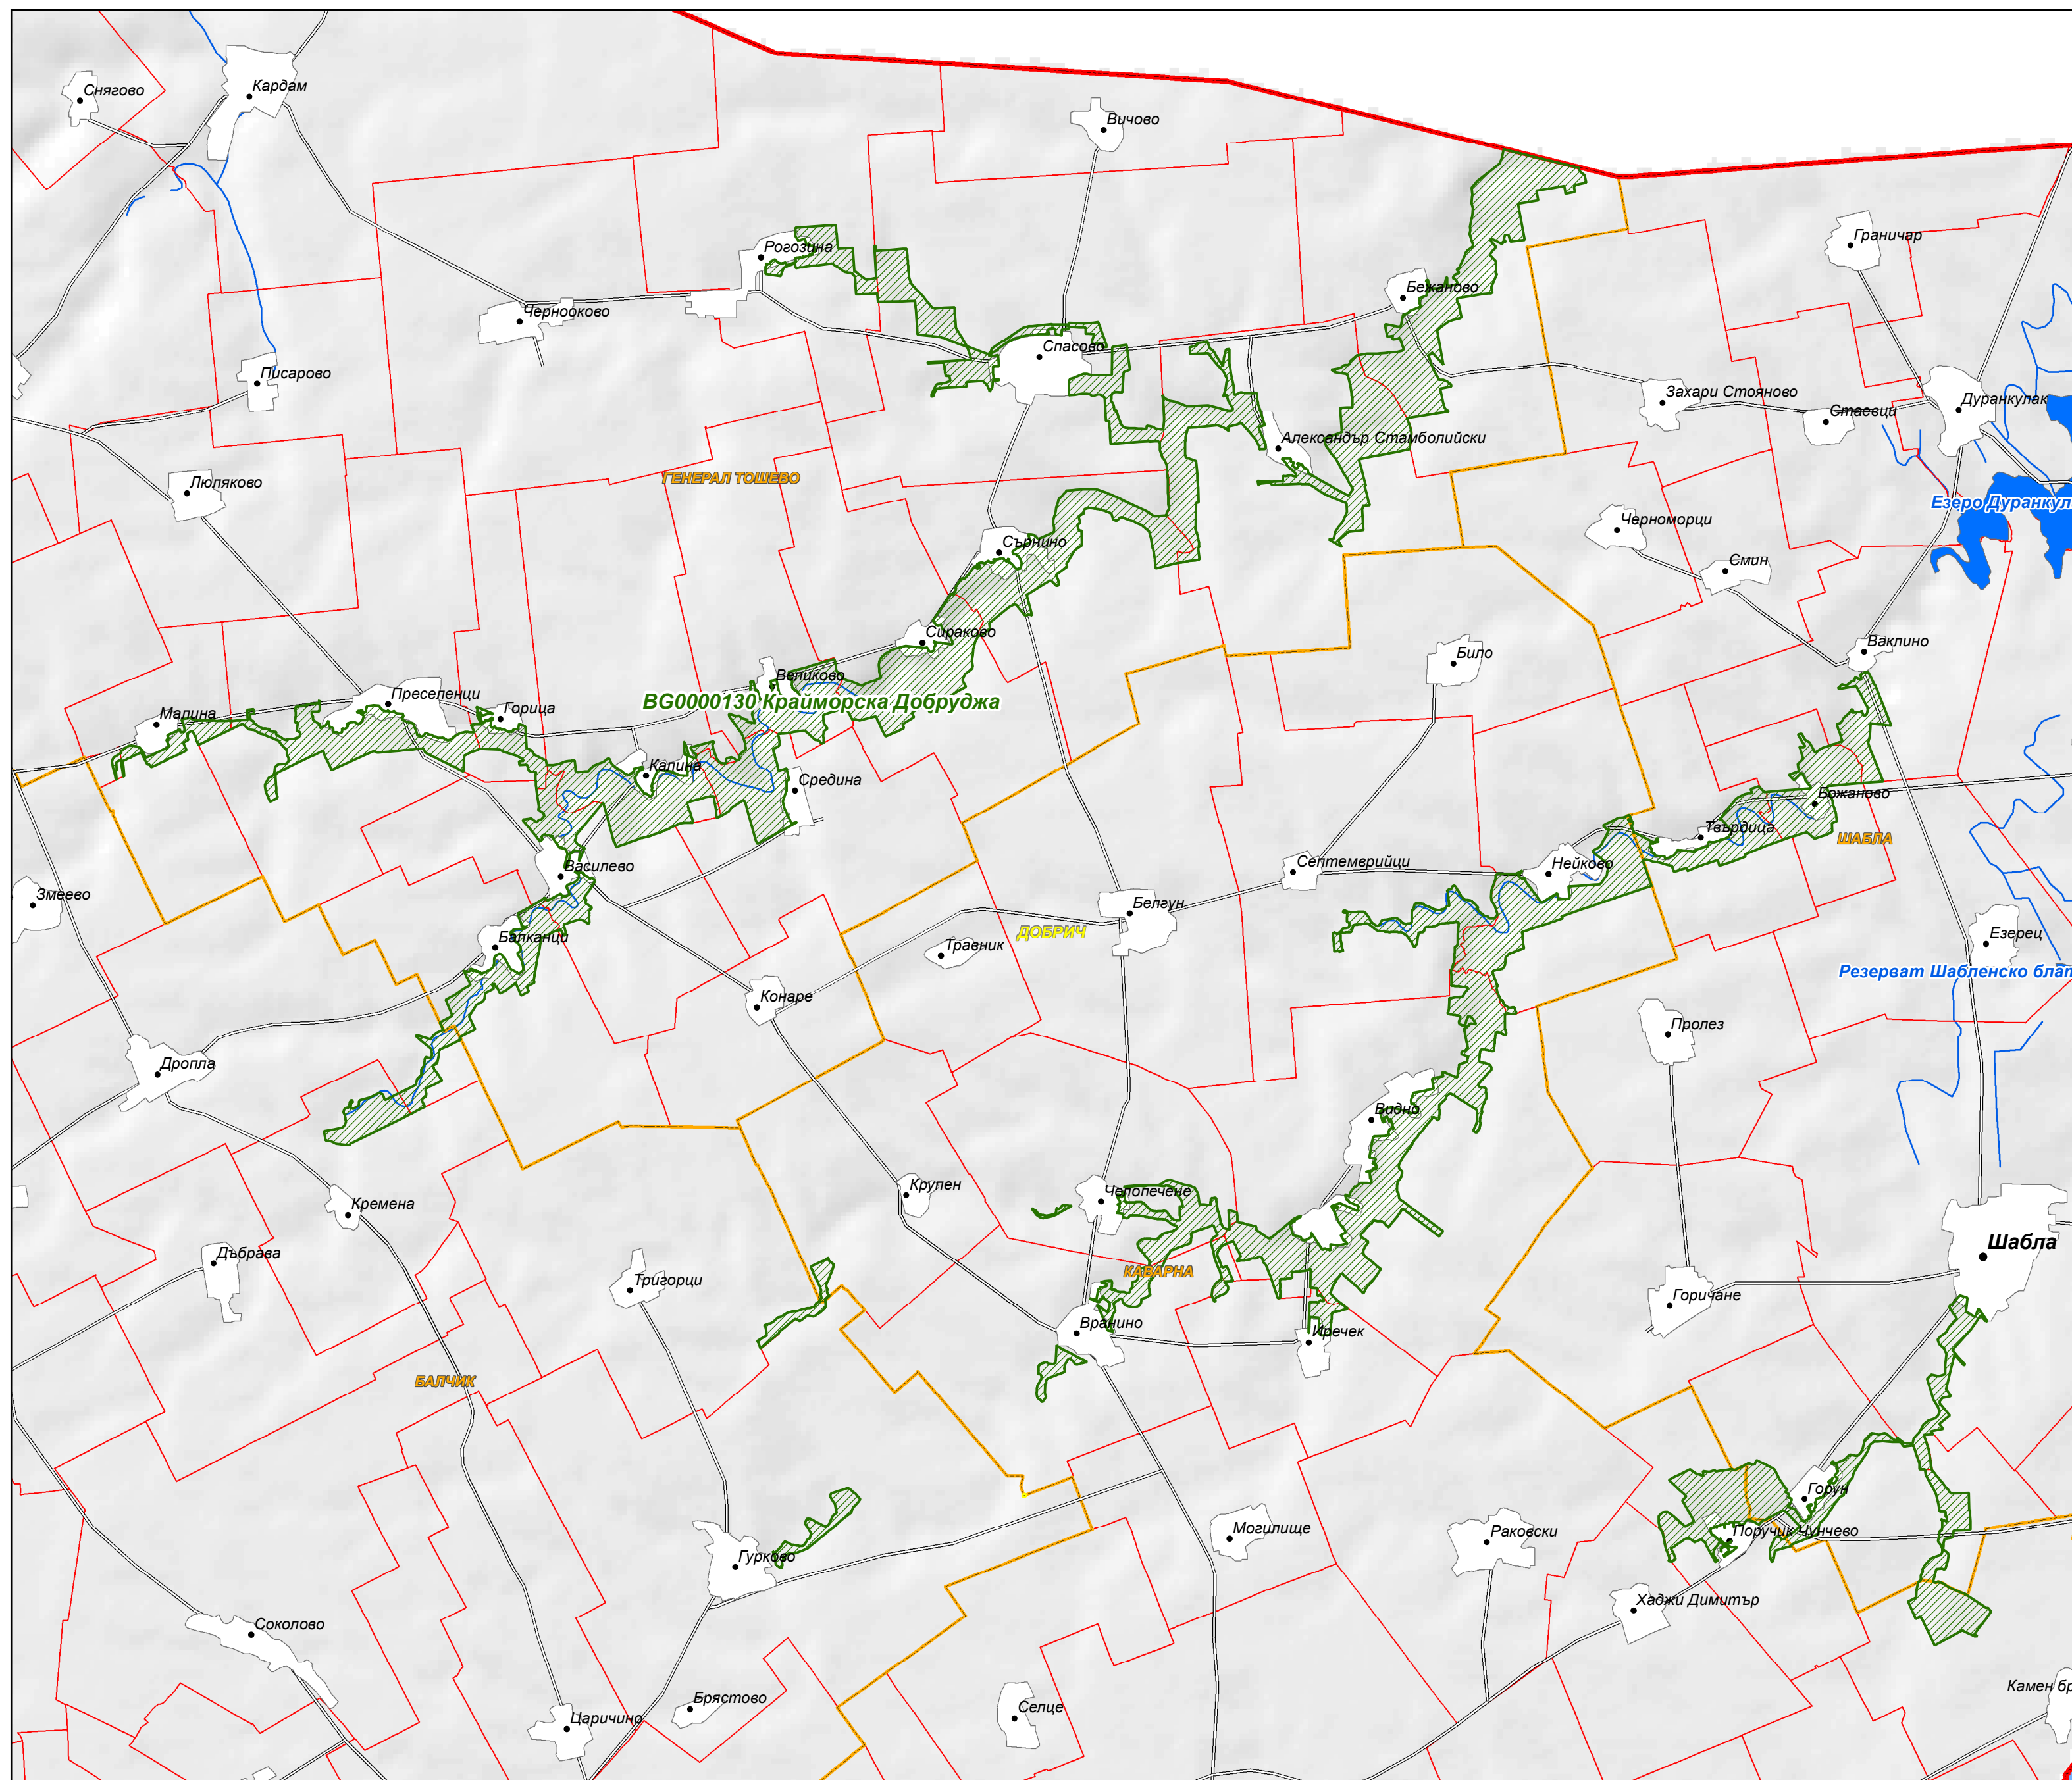 Снягово
Кардам
Вичово
Граничар
Рогозина
Бежаново
Чернооково
Спасово
Писарово
Захари Стояново
Стаевци
Дуранкулак
Александър Стамболийски
ГЕНЕРАЛ ТОШЕВО
Люляково
Езеро Дуранкул
Черноморци
Сърнино
Смин
Сираково
Ваклино
Било
Великово
BG0000130 Крайморска Добруджа
Преселенци
Горица
Малина
Калина
Средина
Божаново
Твърдица
ШАБЛА
Септемврийци
Нейково
Василево
Змеево
Белгун
ДОБРИЧ
Травник
Балканци
Езерец
Резерват Шабленско блат
Конаре
Пролез
Дропла
Видно
Крупен
Челопечене
Кремена
Дъбрава
Шабла
КАВАРНА
Тригорци
Горичане
Вранино
Иречек
БАЛЧИК
Горун
Могилище
Раковски
Поручик Чунчево
Гурково
Хаджи Димитър
Соколово
Камен бр
Брястово
Селце
Царичино